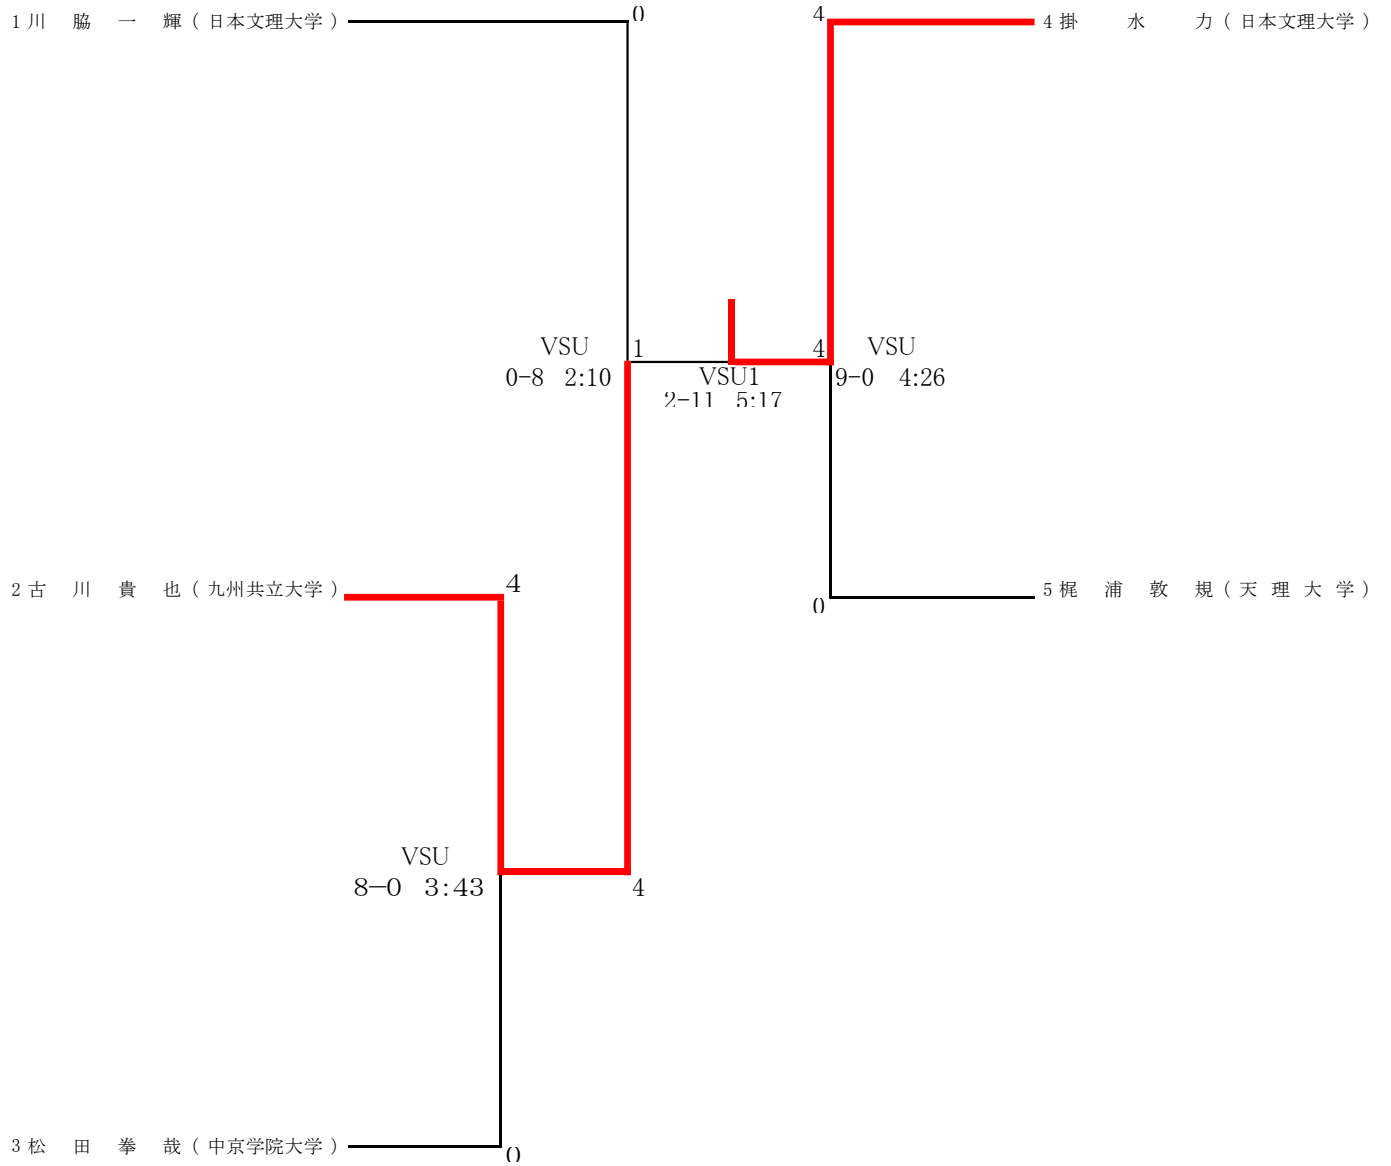 1 川 脇 一 輝 ( 日本文理大学 )
0
4
4 掛 水 力 ( 日本文理大学 )
VSU
1
4
VSU
0-8 2:10
VSU1
9-0 4:26
2-11 5:17
2 古 川 貴 也 ( 九州共立大学 )
4
0
5 梶 浦 敦 規 ( 天 理 大 学 )
VSU
8-0 3:43
4
3 松 田 拳 哉 ( 中京学院大学 )
0